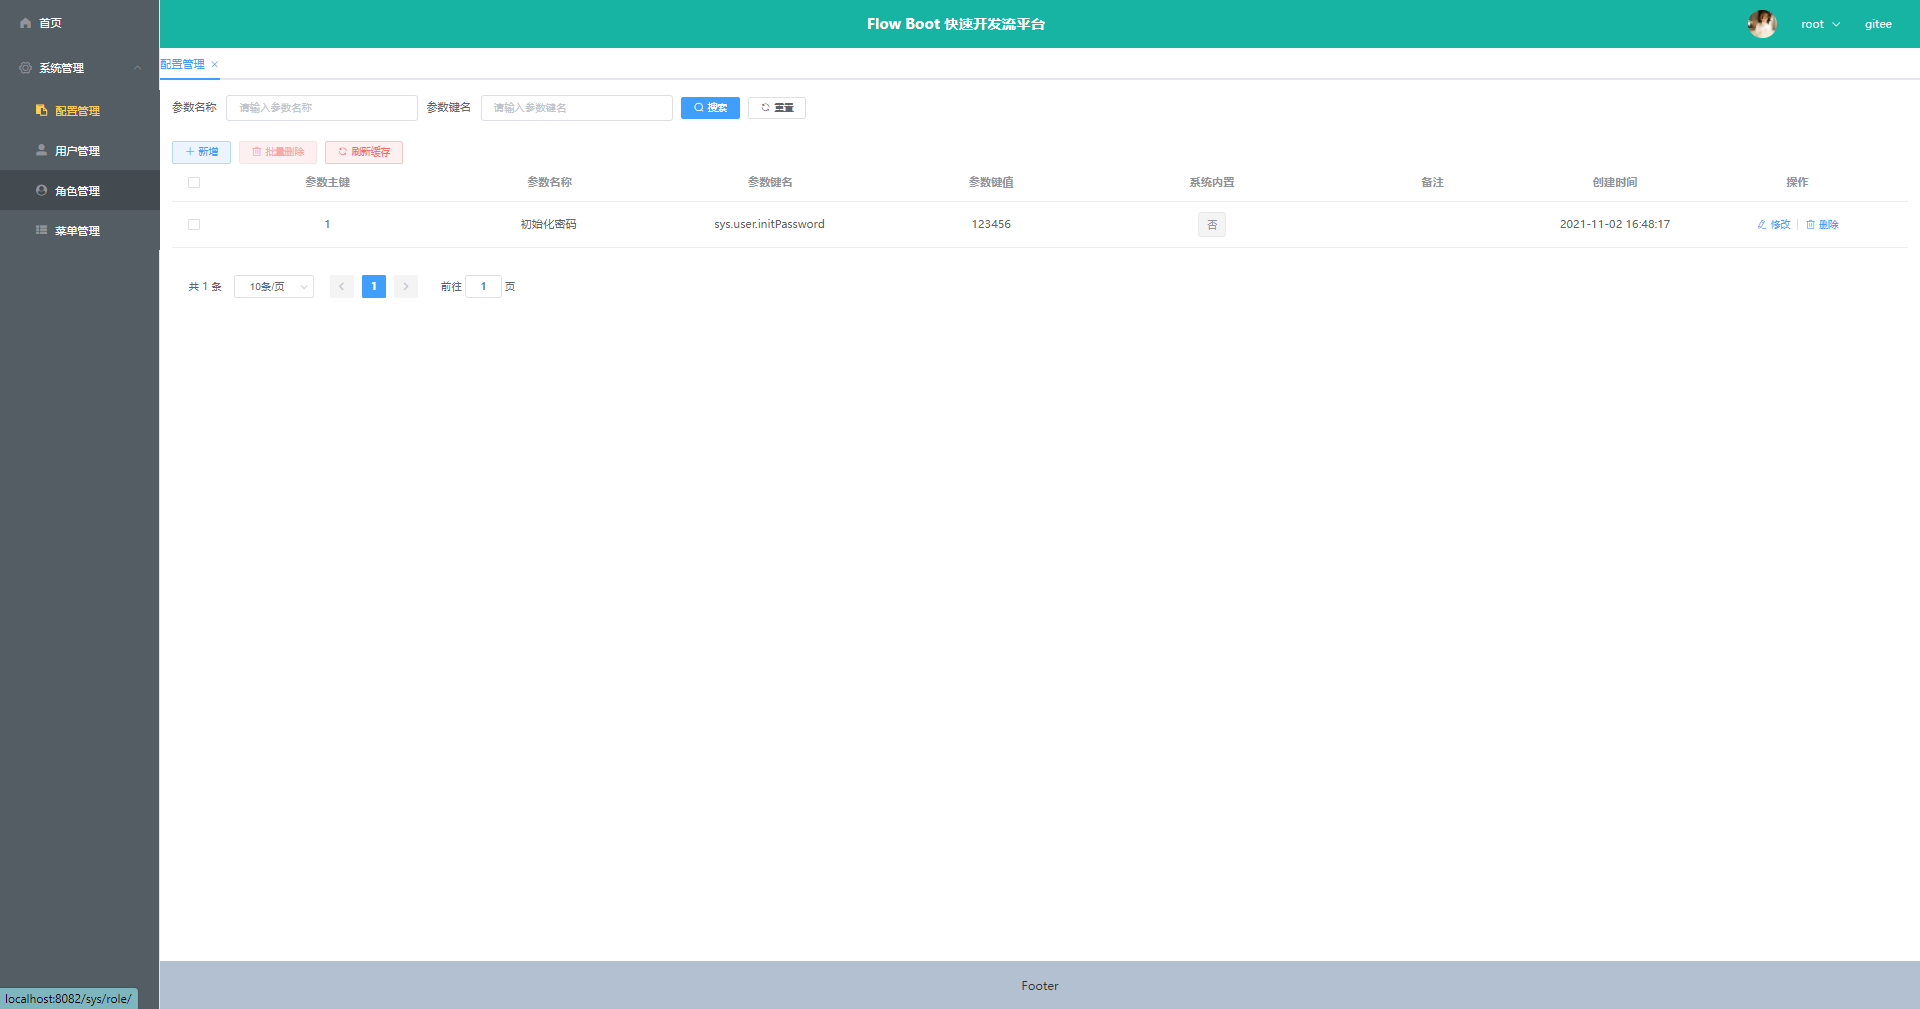 首页
系统管理
配置管理
用户管理
角色管理
菜单管理
Flow Boot 快速开发流平台
root
gitee
配置管理
参数名称 请输入参数名称 参数键名 请输入参数键名 搜索 重置
新增 批量删除 刷新缓存
参数主键 参数名称 参数键名 参数键值 系统内置 备注 创建时间 操作
1 初始化密码 sys.user.initPassword 123456 否 2021-11-02 16:48:17 修改 删除
共 1 条 10条/页 1 前往 1 页
Footer
localhost:8082/sys/role/